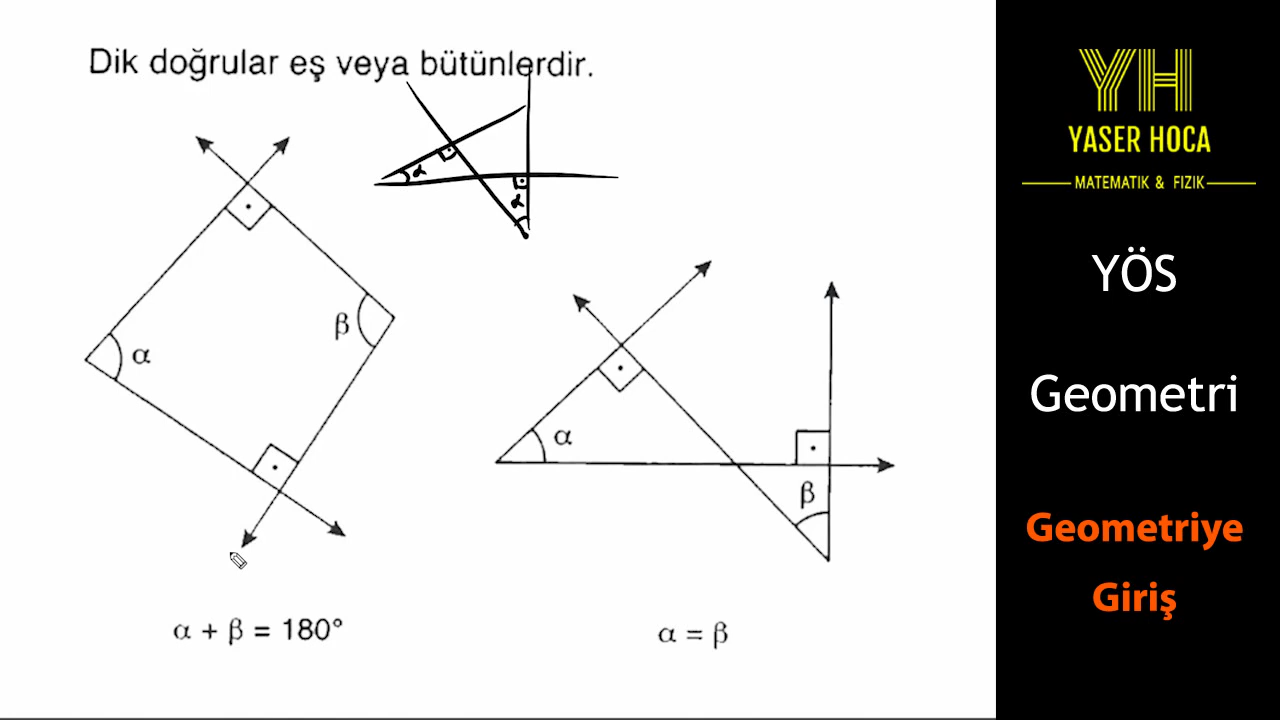 Dik doğrular eş veya bütünlerdir.
α
α
α
β
α
β
α + β = 180°
α = β
YH
YASER HOCA
MATEMATIK & FIZIK
YÖS
Geometri
Geometriye
Giriş